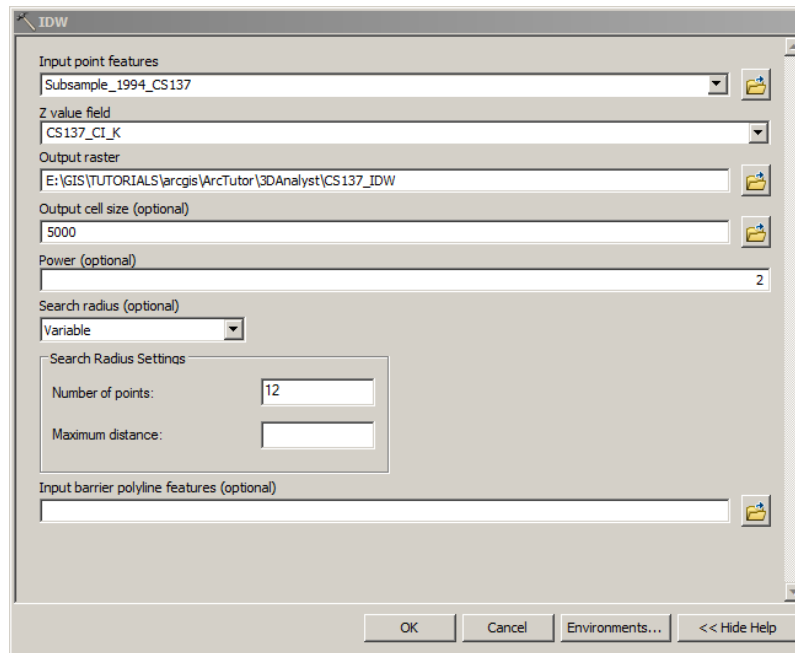 IDW
Input point features
Subsample_1994_CS137
Z value field
CS137_CI_K
Output raster
E:\GIS\TUTORIALS\arcgis\ArcTutor\3DAnalyst\CS137_IDW
Output cell size (optional)
5000
Power (optional)
2
Search radius (optional)
Variable
Search Radius Settings
Number of points: 12
Maximum distance:
Input barrier polyline features (optional)
OK Cancel Environments... << Hide Help